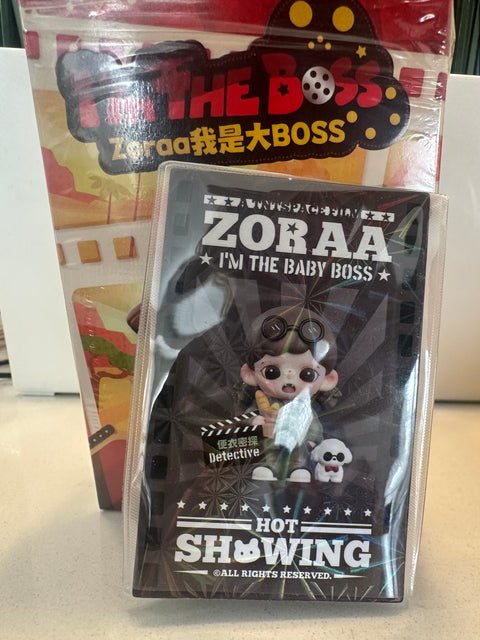 I'M THE BOSS
Zoraa我是大BOSS
A TNTSPACE FILM
ZORAA
I'M THE BABY BOSS
便衣密探
Detective
HOT
SHOWING
©ALL RIGHTS RESERVED.